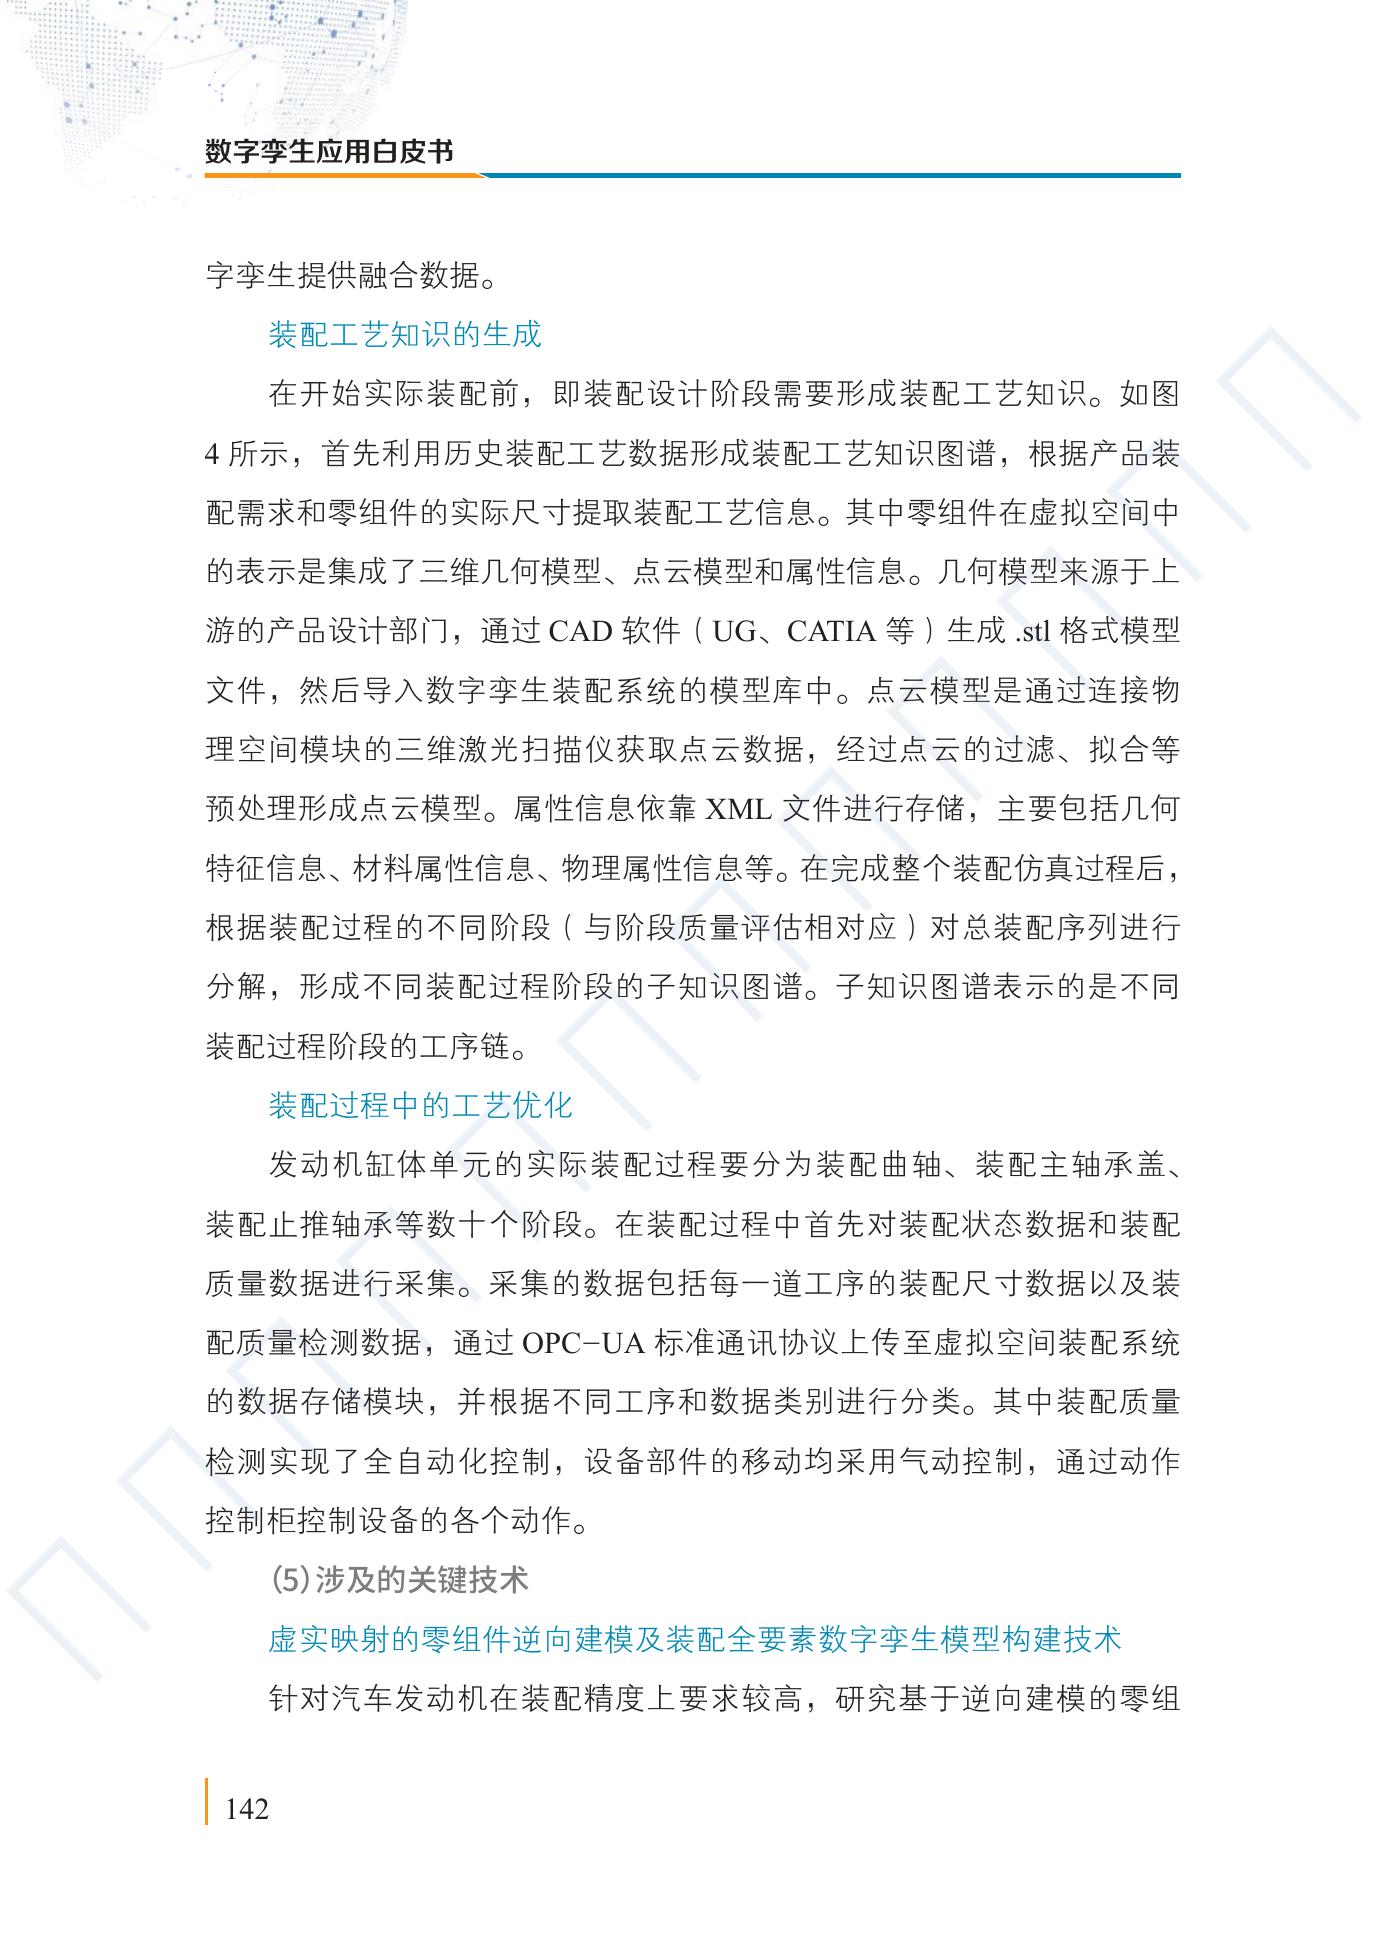 数字孪生应用白皮书
字孪生提供融合数据。
装配工艺知识的生成
在开始实际装配前，即装配设计阶段需要形成装配工艺知识。如图
4 所示，首先利用历史装配工艺数据形成装配工艺知识图谱，根据产品装
配需求和零组件的实际尺寸提取装配工艺信息。其中零组件在虚拟空间中
的表示是集成了三维几何模型、点云模型和属性信息。几何模型来源于上
游的产品设计部门，通过 CAD 软件（UG、CATIA 等）生成 .stl 格式模型
文件，然后导入数字孪生装配系统的模型库中。点云模型是通过连接物
理空间模块的三维激光扫描仪获取点云数据，经过点云的过滤、拟合等
预处理形成点云模型。属性信息依靠 XML 文件进行存储，主要包括几何
特征信息、材料属性信息、物理属性信息等。在完成整个装配仿真过程后，
根据装配过程的不同阶段（与阶段质量评估相对应）对总装配序列进行
分解，形成不同装配过程阶段的子知识图谱。子知识图谱表示的是不同
装配过程阶段的工序链。
装配过程中的工艺优化
发动机缸体单元的实际装配过程要分为装配曲轴、装配主轴承盖、
装配止推轴承等数十个阶段。在装配过程中首先对装配状态数据和装配
质量数据进行采集。采集的数据包括每一道工序的装配尺寸数据以及装
配质量检测数据，通过 OPC-UA 标准通讯协议上传至虚拟空间装配系统
的数据存储模块，并根据不同工序和数据类别进行分类。其中装配质量
检测实现了全自动化控制，设备部件的移动均采用气动控制，通过动作
控制柜控制设备的各个动作。
（5）涉及的关键技术
虚实映射的零组件逆向建模及装配全要素数字孪生模型构建技术
针对汽车发动机在装配精度上要求较高，研究基于逆向建模的零组
142